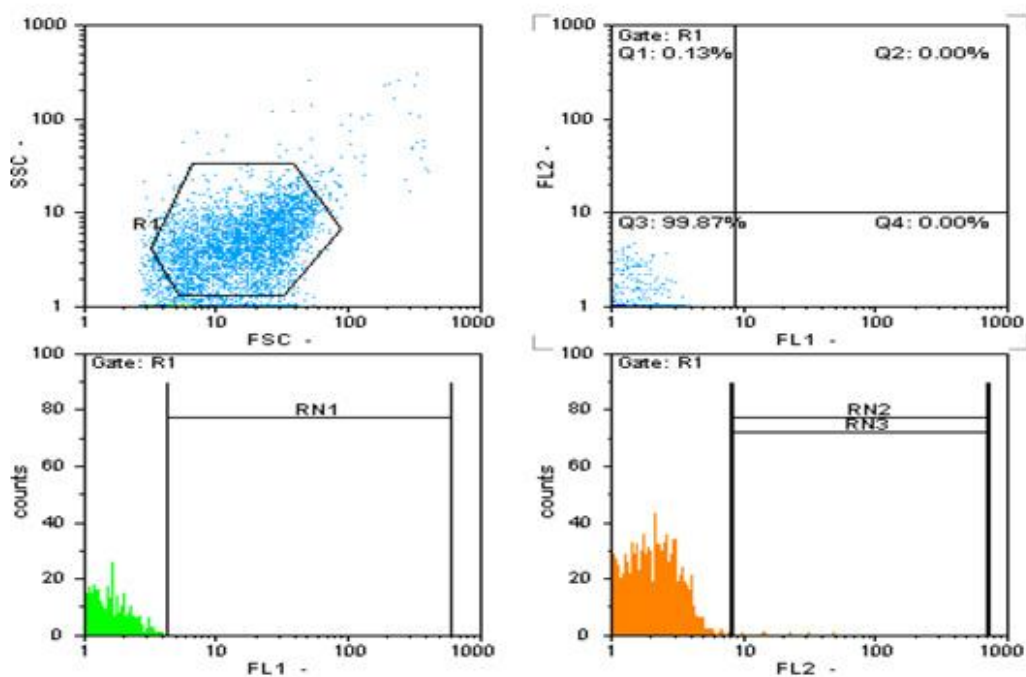 1000
100
10
1
SSC -
R1
1
10
100
1000
FSC -
1000
100
10
1
FL2 -
Gate: R1
Q1: 0.13%
Q2: 0.00%
Q3: 99.87%
Q4: 0.00%
1
10
100
1000
FL1 -
100
80
60
40
20
0
counts
Gate: R1
RN1
1
10
100
1000
FL1 -
100
80
60
40
20
0
counts
Gate: R1
RN2
RN3
1
10
100
1000
FL2 -